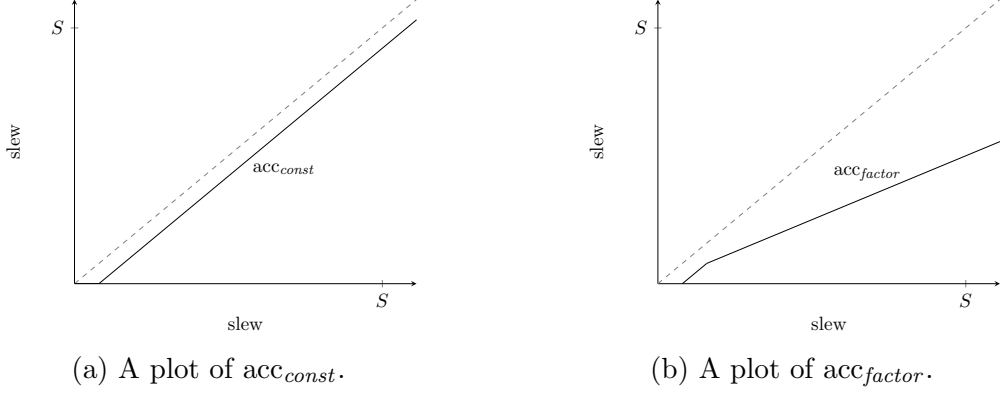 S
slew
acc_const
S
slew
(a) A plot of acc_const.
S
slew
acc_factor
S
slew
(b) A plot of acc_factor.